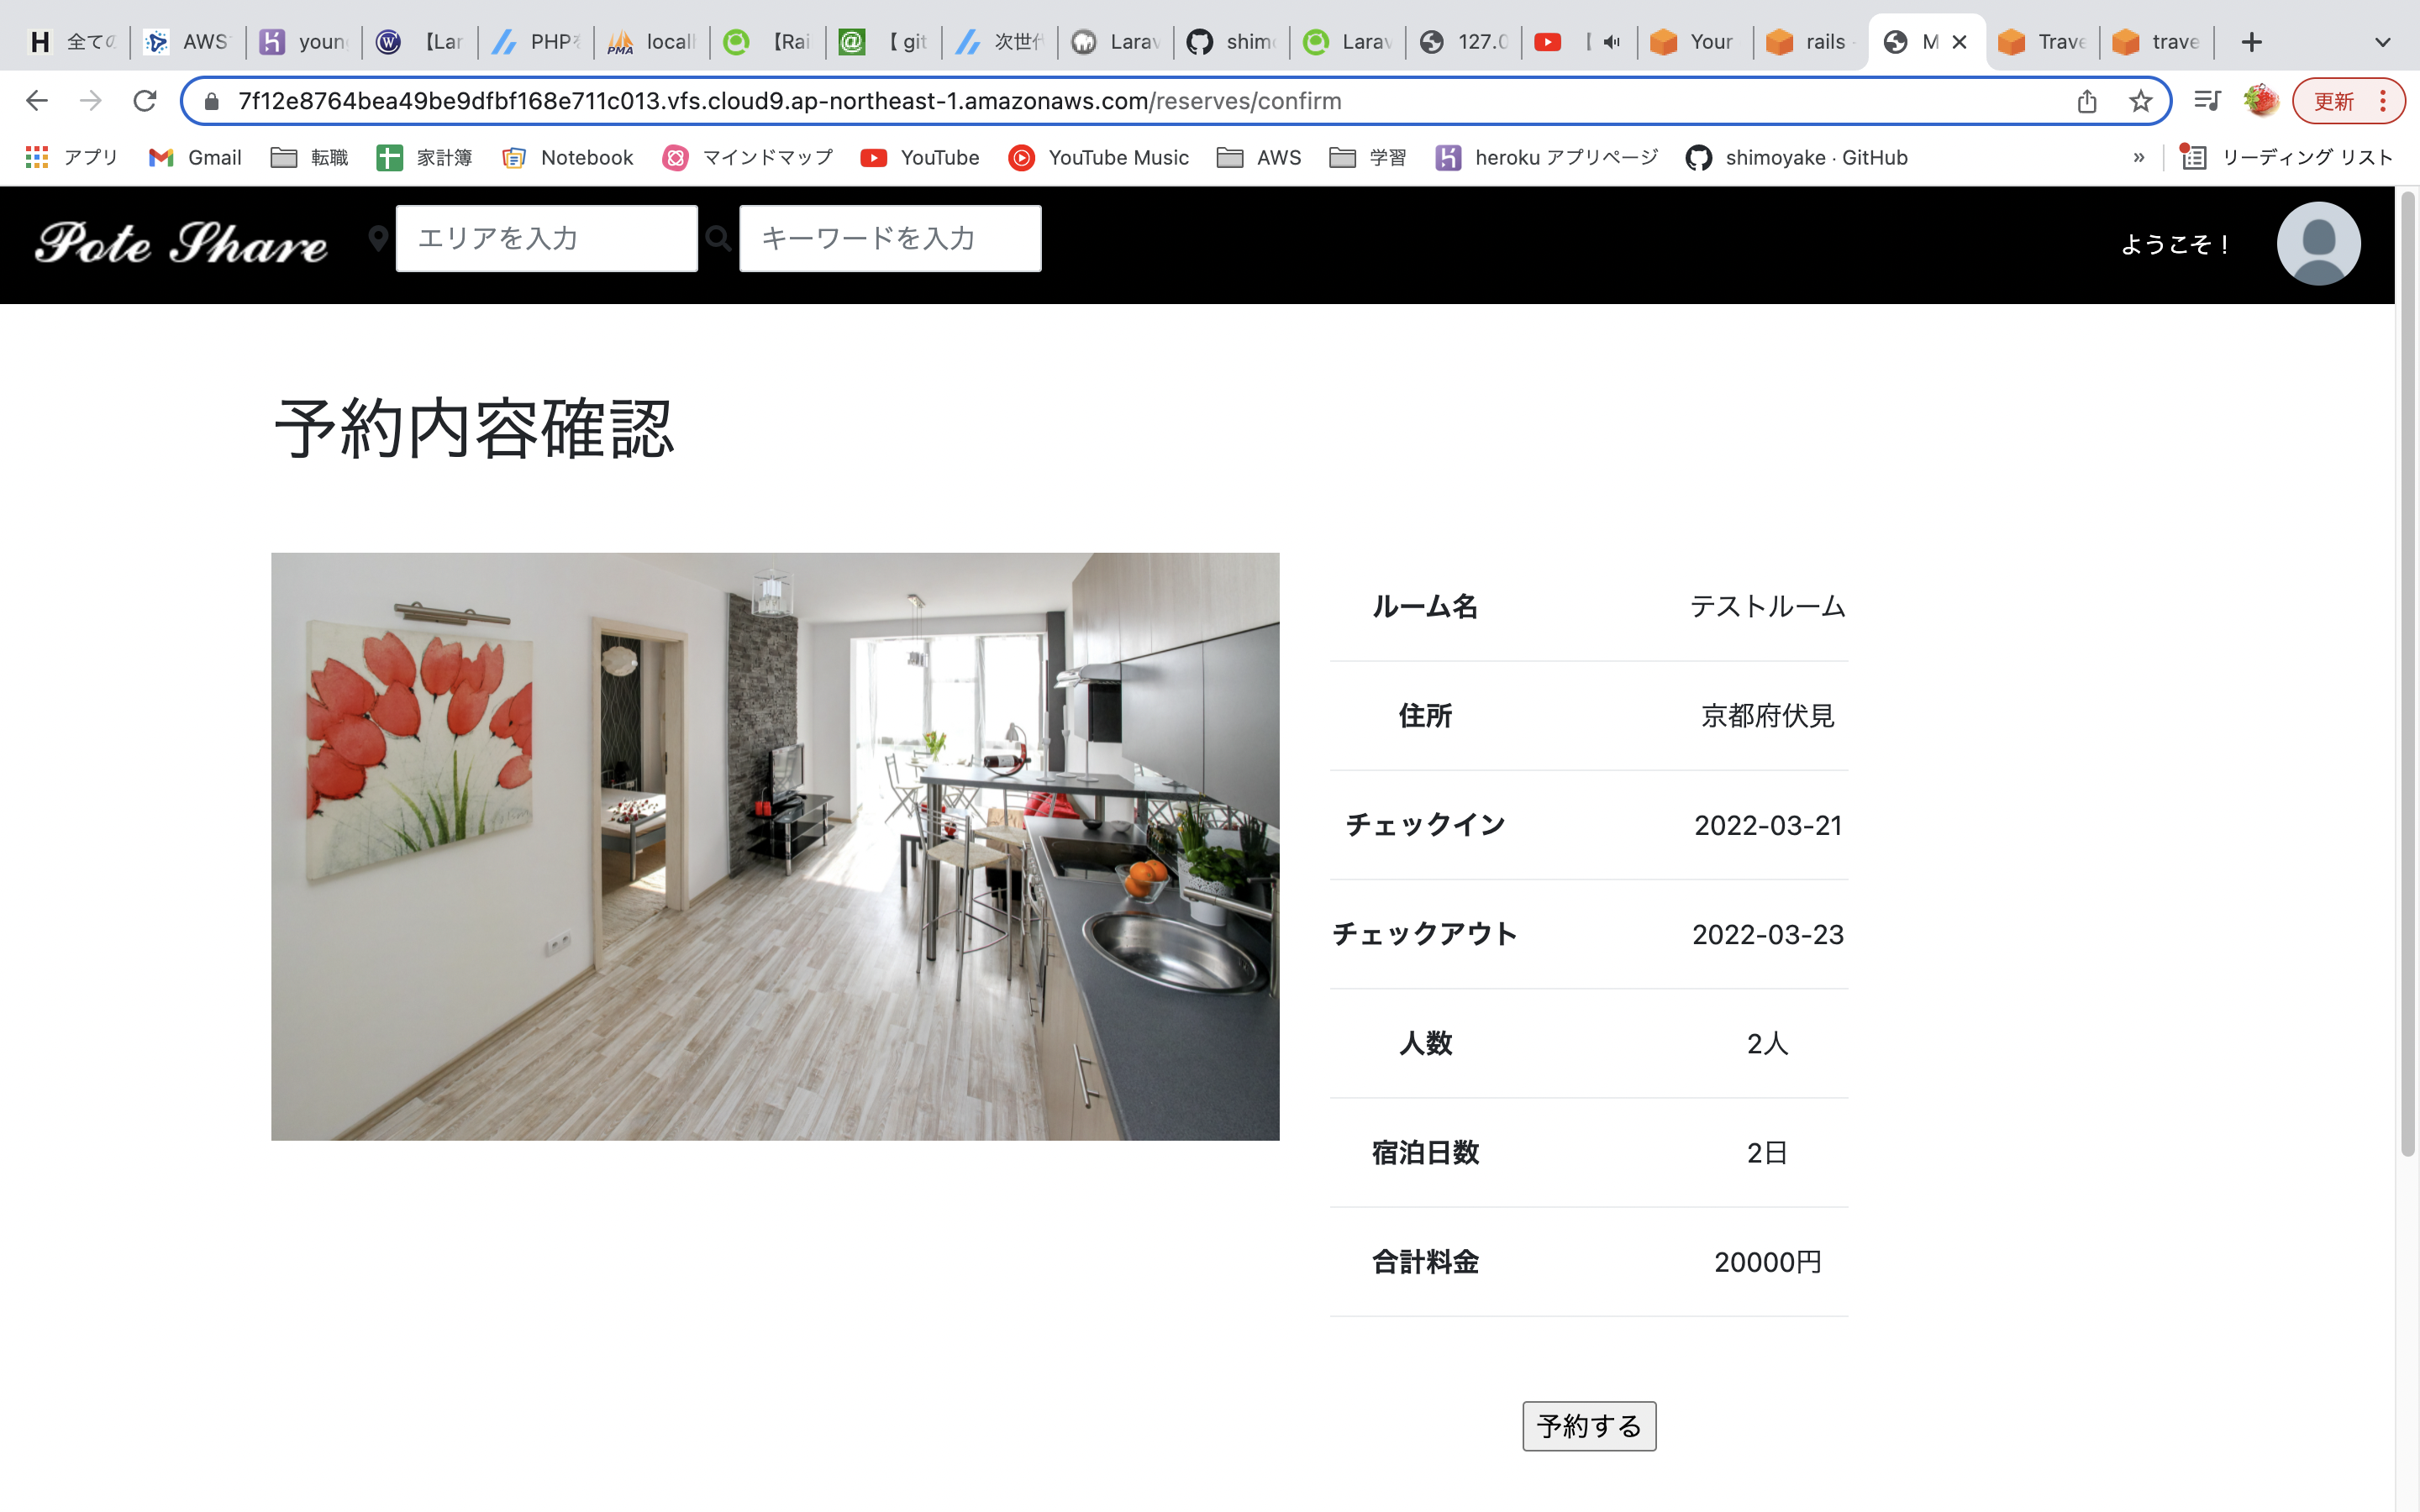 全ての
AWS
youn
【Lar
PHPを
locall
【Rai
【 git
次世代
Larav
shimo
Larav
127.0
【
Your
rails -
M
Trave
trave
7f12e8764bea49be9dfbf168e711c013.vfs.cloud9.ap-northeast-1.amazonaws.com/reserves/confirm
更新
アプリ
Gmail
転職
家計簿
Notebook
マインドマップ
YouTube
YouTube Music
AWS
学習
heroku アプリページ
shimoyake · GitHub
»
リーディング リスト
Pote Share
エリアを入力
キーワードを入力
ようこそ！
予約内容確認
ルーム名 テストルーム
住所 京都府伏見
チェックイン 2022-03-21
チェックアウト 2022-03-23
人数 2人
宿泊日数 2日
合計料金 20000円
予約する